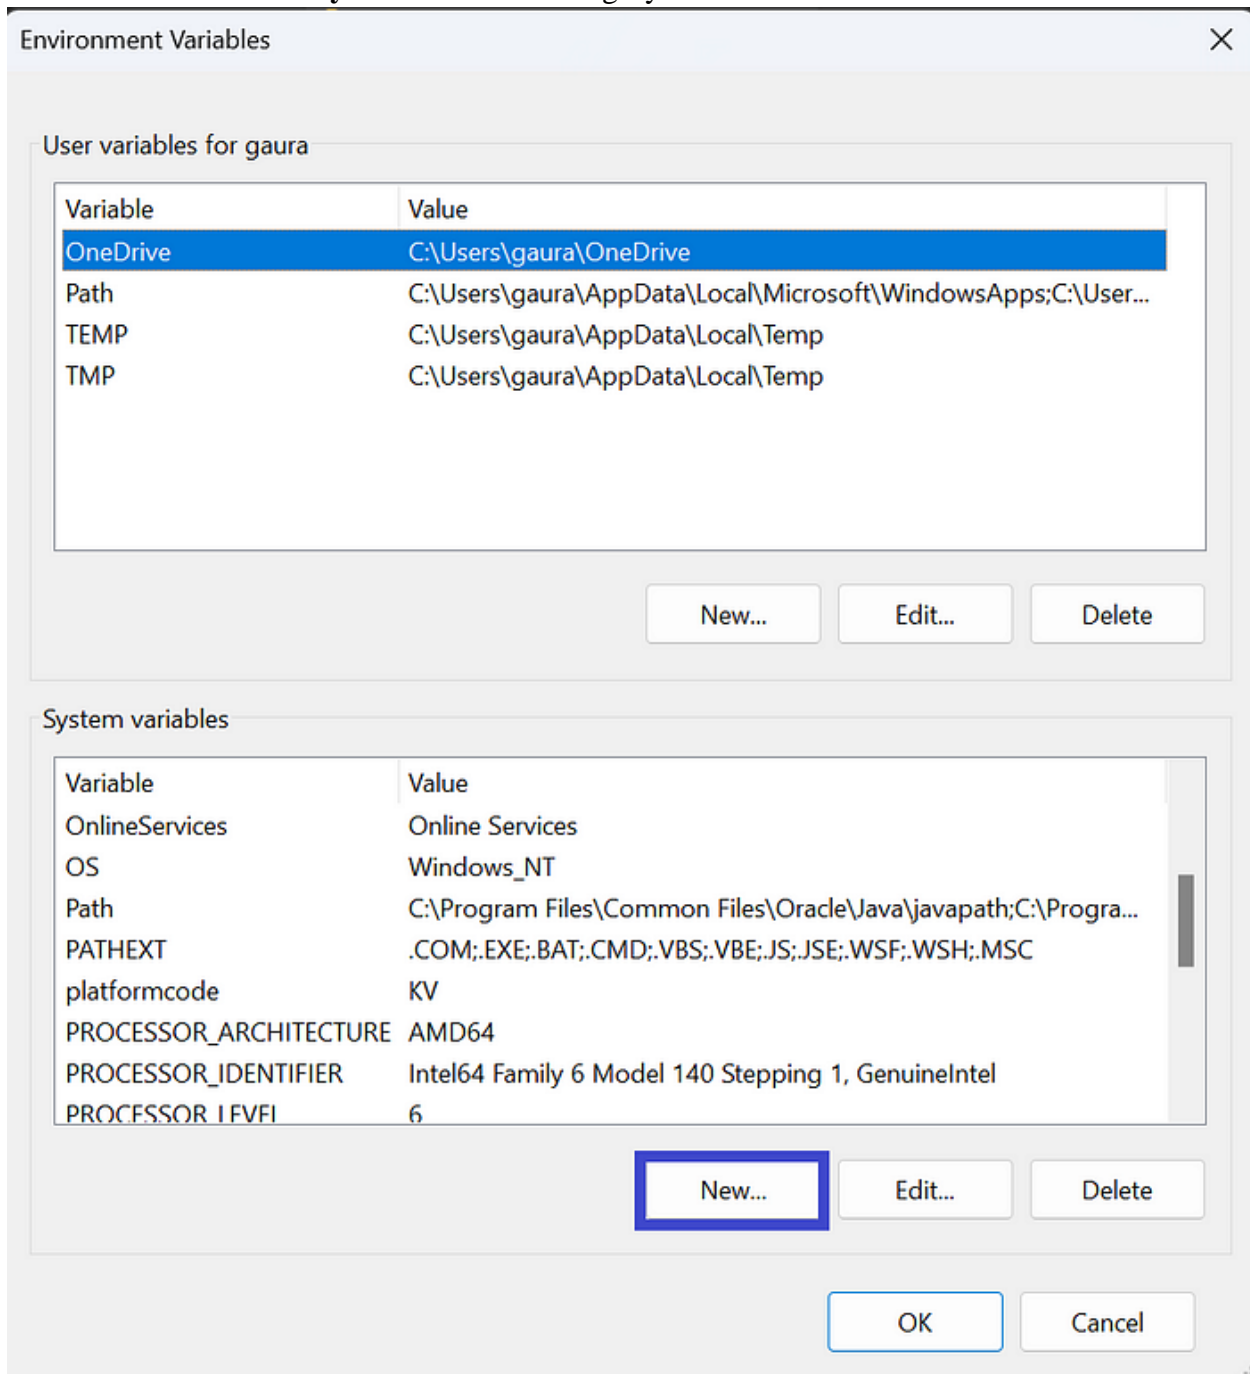 Environment Variables
User variables for gaura
Variable Value
OneDrive C:\Users\gaura\OneDrive
Path C:\Users\gaura\AppData\Local\Microsoft\WindowsApps;C:\User...
TEMP C:\Users\gaura\AppData\Local\Temp
TMP C:\Users\gaura\AppData\Local\Temp
New... Edit... Delete
System variables
Variable Value
OnlineServices Online Services
OS Windows_NT
Path C:\Program Files\Common Files\Oracle\Java\javapath;C:\Progra...
PATHEXT .COM;.EXE;.BAT;.CMD;.VBS;.VBE;.JS;.JSE;.WSF;.WSH;.MSC
platformcode KV
PROCESSOR_ARCHITECTURE AMD64
PROCESSOR_IDENTIFIER Intel64 Family 6 Model 140 Stepping 1, GenuineIntel
PROCESSOR_LEVEL 6
New... Edit... Delete
OK Cancel